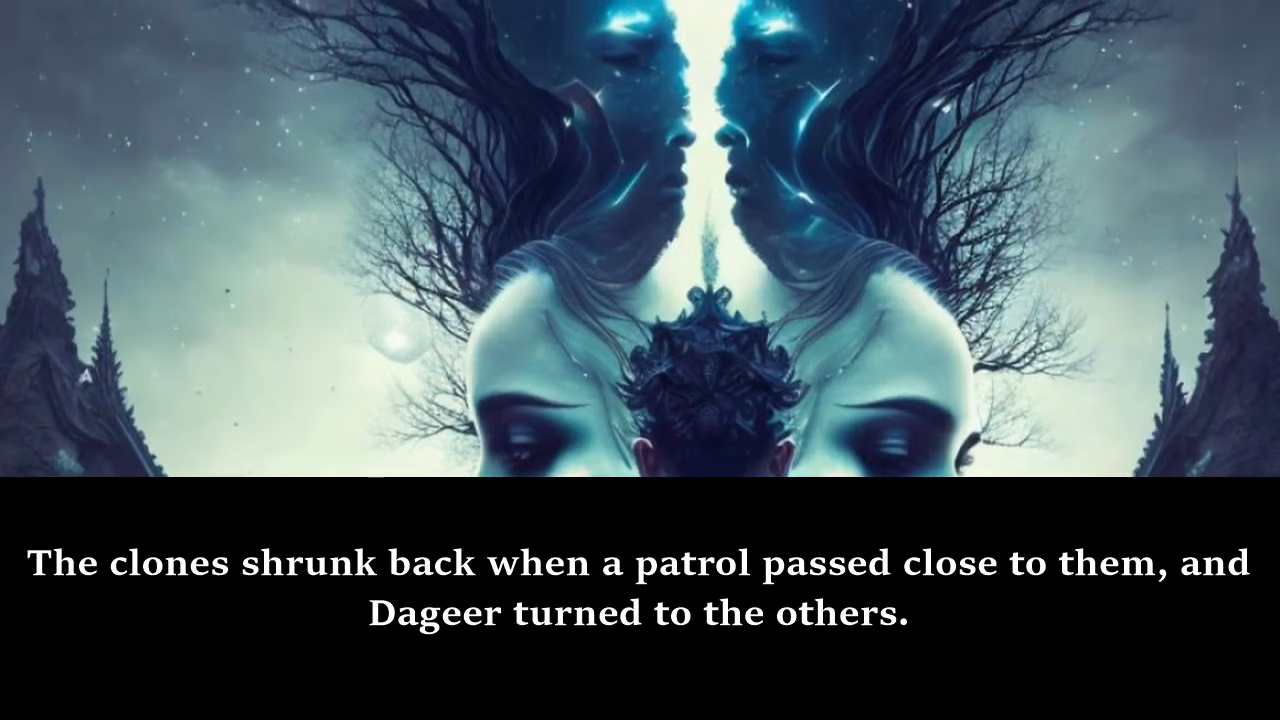 The clones shrunk back when a patrol passed close to them, and
Dageer turned to the others.